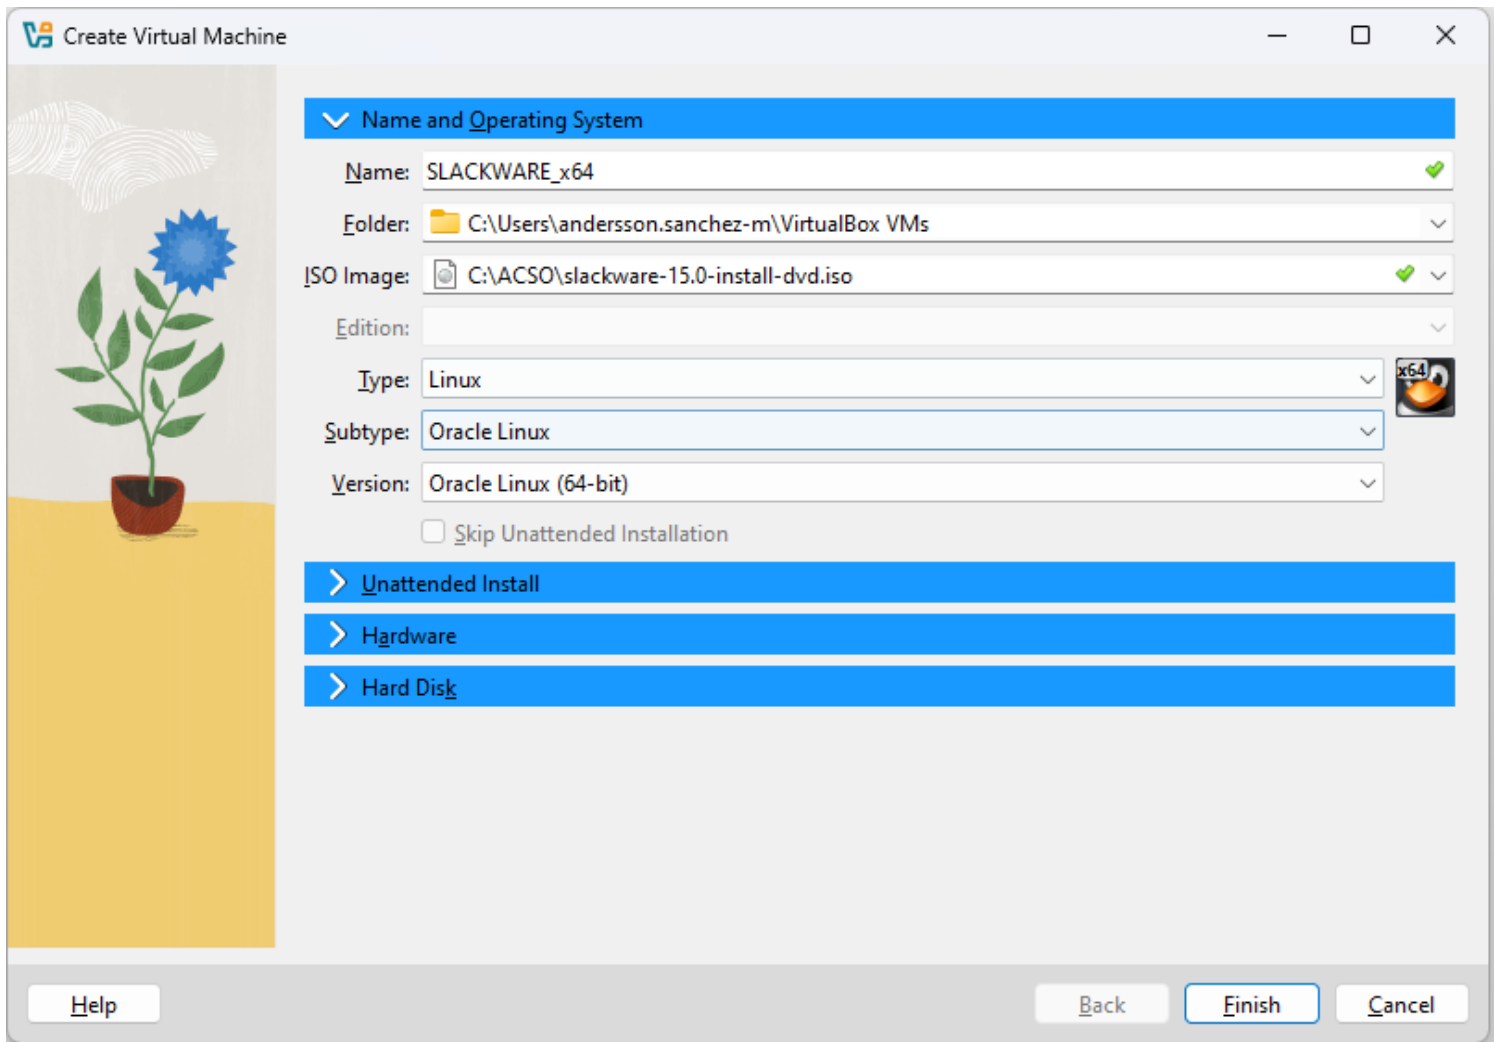 Create Virtual Machine
Name and Operating System
Name: SLACKWARE_x64
Folder: C:\Users\andersson.sanchez-m\VirtualBox VMs
ISO Image: C:\ACSO\slackware-15.0-install-dvd.iso
Edition:
Type: Linux
x64
Subtype: Oracle Linux
Version: Oracle Linux (64-bit)
Skip Unattended Installation
Unattended Install
Hardware
Hard Disk
Help Back Finish Cancel